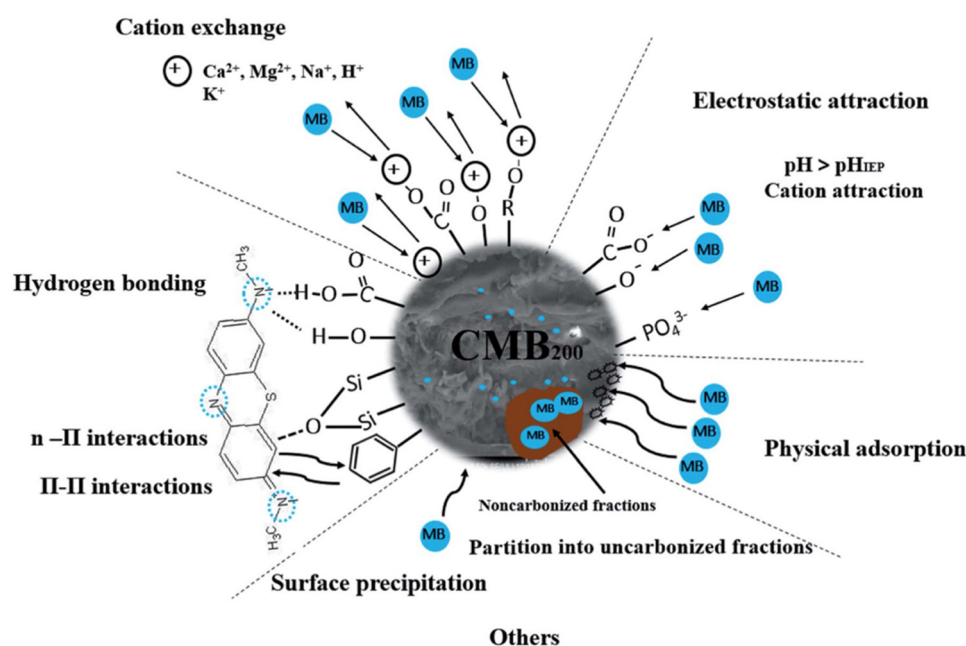 Cation exchange
+ Ca²⁺, Mg²⁺, Na⁺, H⁺
K⁺
MB
MB
MB
MB
+
+
+
+
O⁻
O
C
O⁻
O⁻
R
Electrostatic attraction
pH > pH_IEP
Cation attraction
O
C
O⁻
MB
O⁻
MB
PO₄³⁻
MB
Hydrogen bonding
CH₃
N
H–O–C
O
H–O
Si
O
Si
N
S
N
H₃C
n –Π interactions
Π-Π interactions
CMB₂₀₀
MB
MB
MB
MB
MB
MB
Physical adsorption
Noncarbonized fractions
Partition into uncarbonized fractions
MB
Surface precipitation
Others